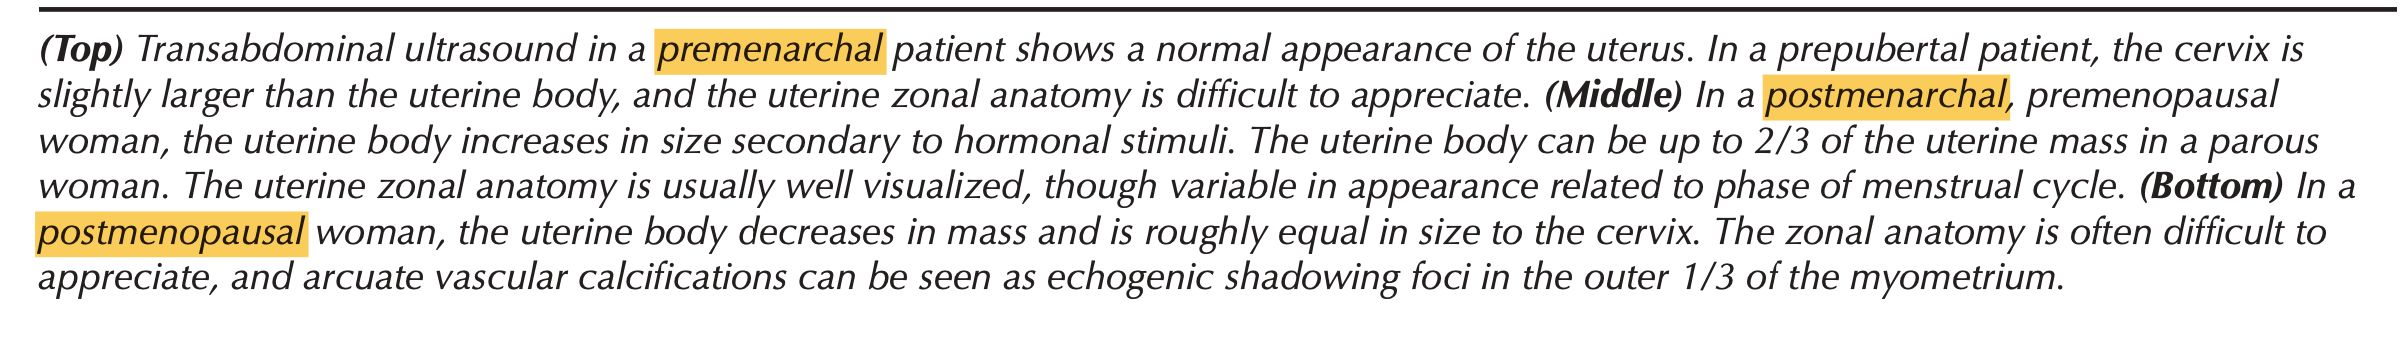 (Top) Transabdominal ultrasound in a premenarchal patient shows a normal appearance of the uterus. In a prepubertal patient, the cervix is
slightly larger than the uterine body, and the uterine zonal anatomy is difficult to appreciate. (Middle) In a postmenarchal, premenopausal
woman, the uterine body increases in size secondary to hormonal stimuli. The uterine body can be up to 2/3 of the uterine mass in a parous
woman. The uterine zonal anatomy is usually well visualized, though variable in appearance related to phase of menstrual cycle. (Bottom) In a
postmenopausal woman, the uterine body decreases in mass and is roughly equal in size to the cervix. The zonal anatomy is often difficult to
appreciate, and arcuate vascular calcifications can be seen as echogenic shadowing foci in the outer 1/3 of the myometrium.